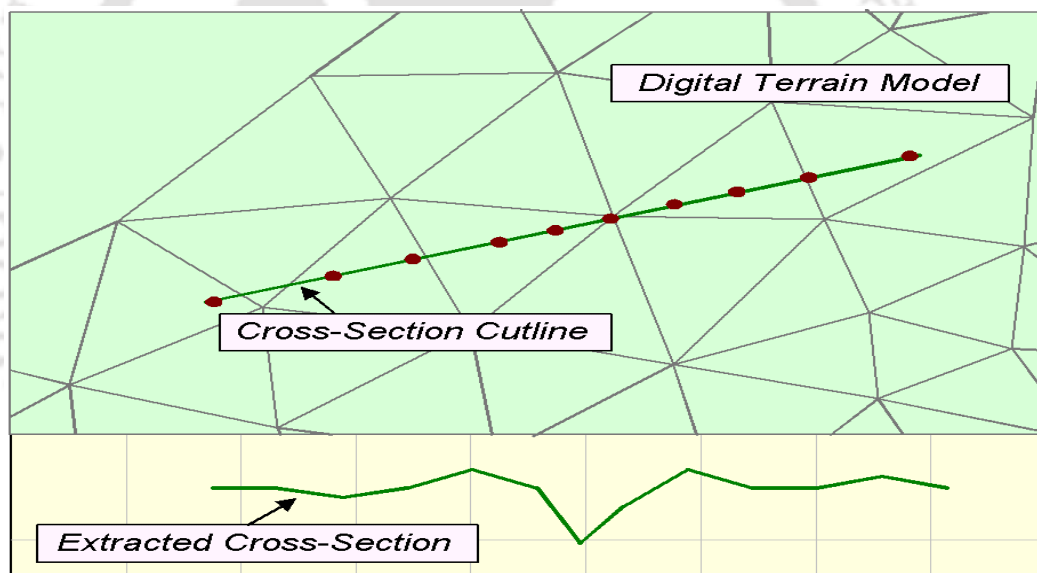 Digital Terrain Model
Cross-Section Cutline
Extracted Cross-Section